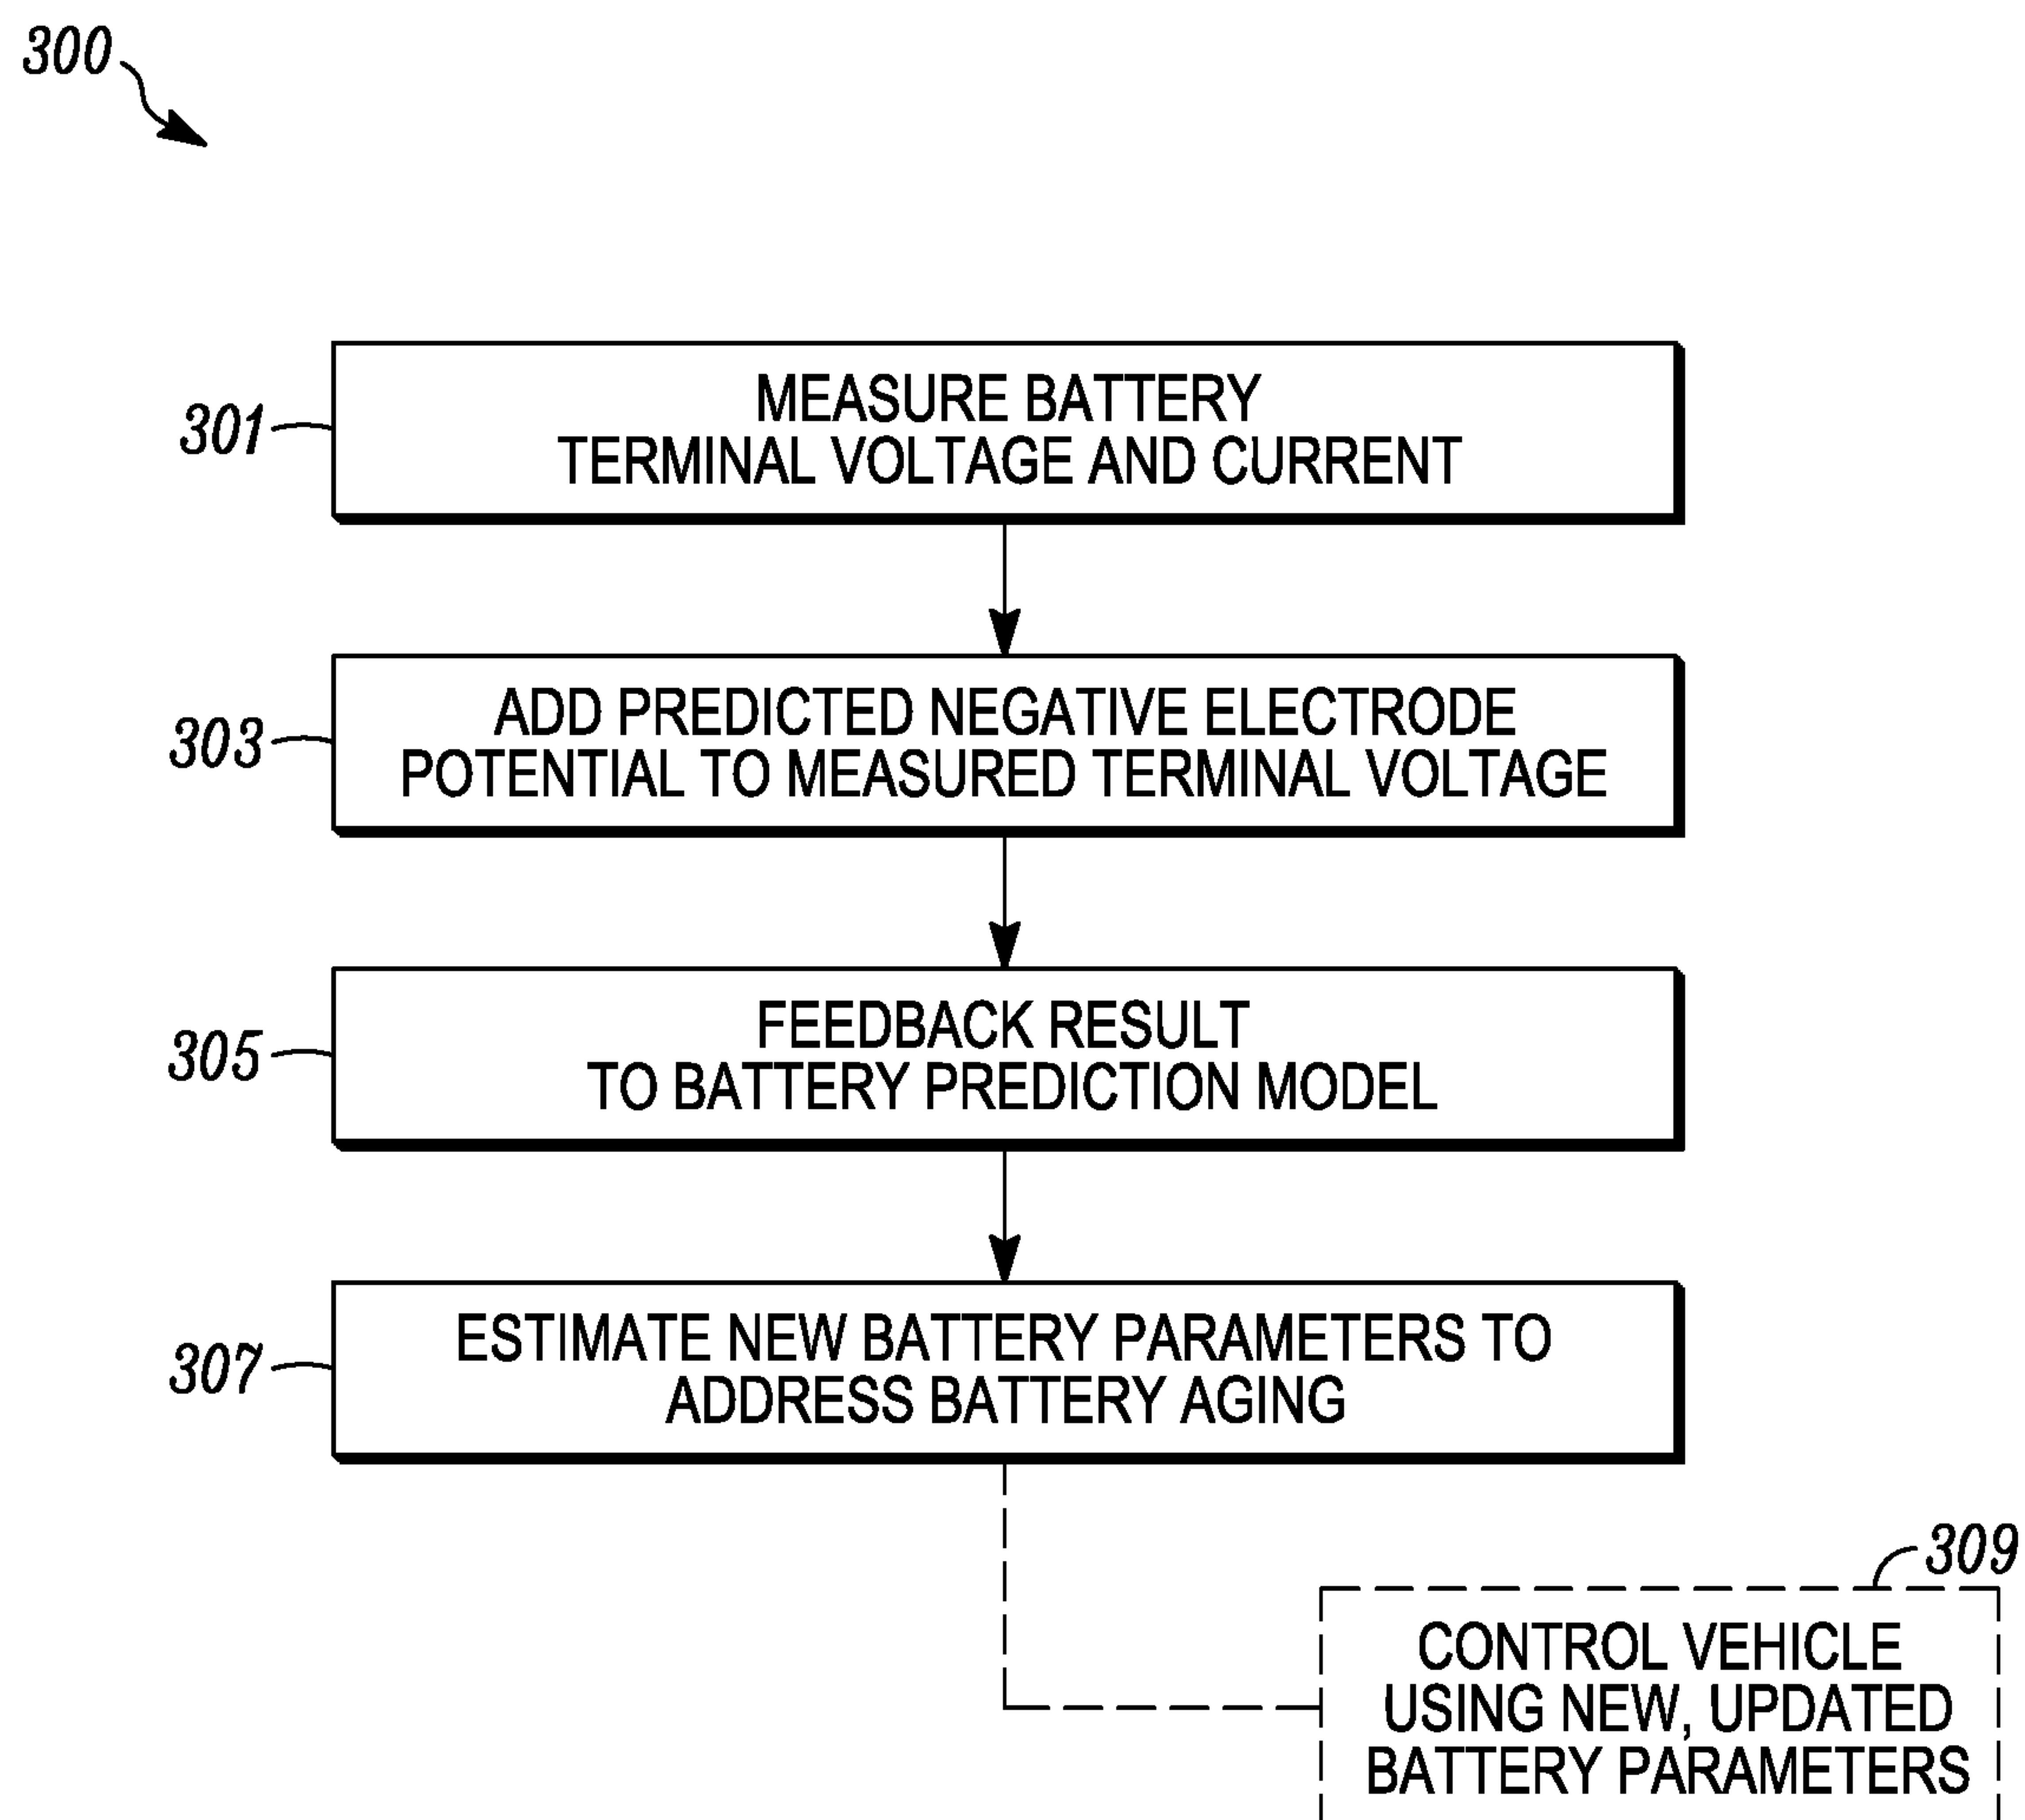 300
301
MEASURE BATTERY
TERMINAL VOLTAGE AND CURRENT
303
ADD PREDICTED NEGATIVE ELECTRODE
POTENTIAL TO MEASURED TERMINAL VOLTAGE
305
FEEDBACK RESULT
TO BATTERY PREDICTION MODEL
307
ESTIMATE NEW BATTERY PARAMETERS TO
ADDRESS BATTERY AGING
309
CONTROL VEHICLE
USING NEW, UPDATED
BATTERY PARAMETERS